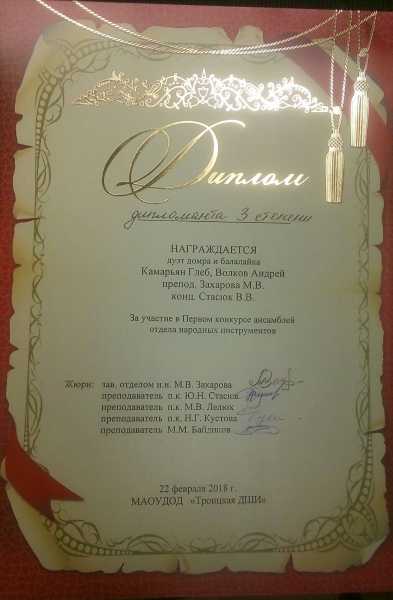 Диплом
дипломанта 3 степени
НАГРАЖДАЕТСЯ
дуэт домра и балалайка
Камарьян Глеб, Волков Андрей
препод. Захарова М.В.
конц. Стасюк В.В.
За участие в Первом конкурсе ансамблей
отдела народных инструментов
Жюри: зав. отделом н.и. М.В. Захарова
преподаватель п.к. Ю.Н. Стасюк
преподаватель п.к. М.В. Лелюх
преподаватель п.к. Н.Г. Кустова
преподаватель М.М. Байдиков
22 февраля 2018 г.
МАОУДОД «Троицкая ДШИ»